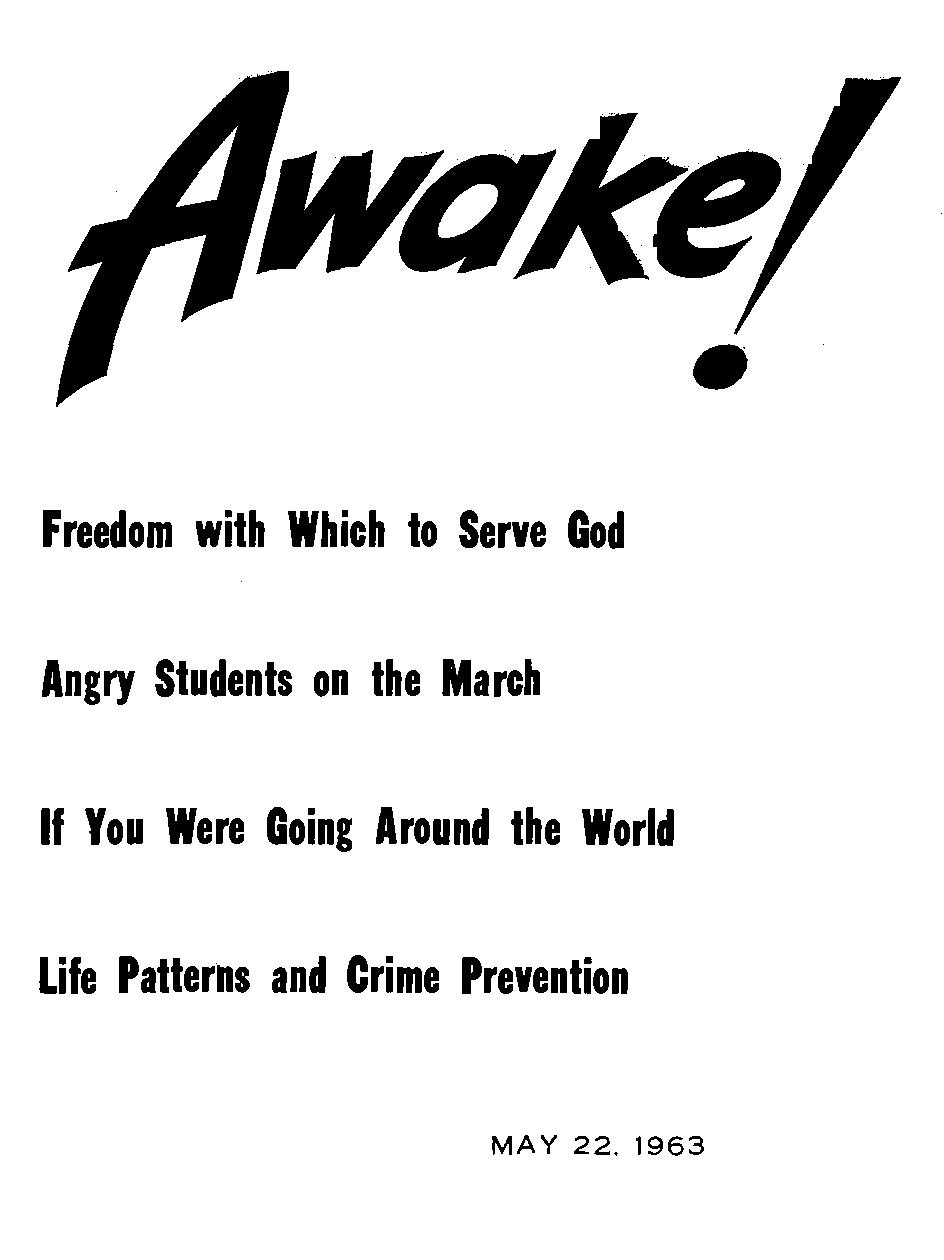 Awake!
Freedom with Which to Serve God
Angry Students on the March
If You Were Going Around the World
Life Patterns and Crime Prevention
MAY 22, 1963